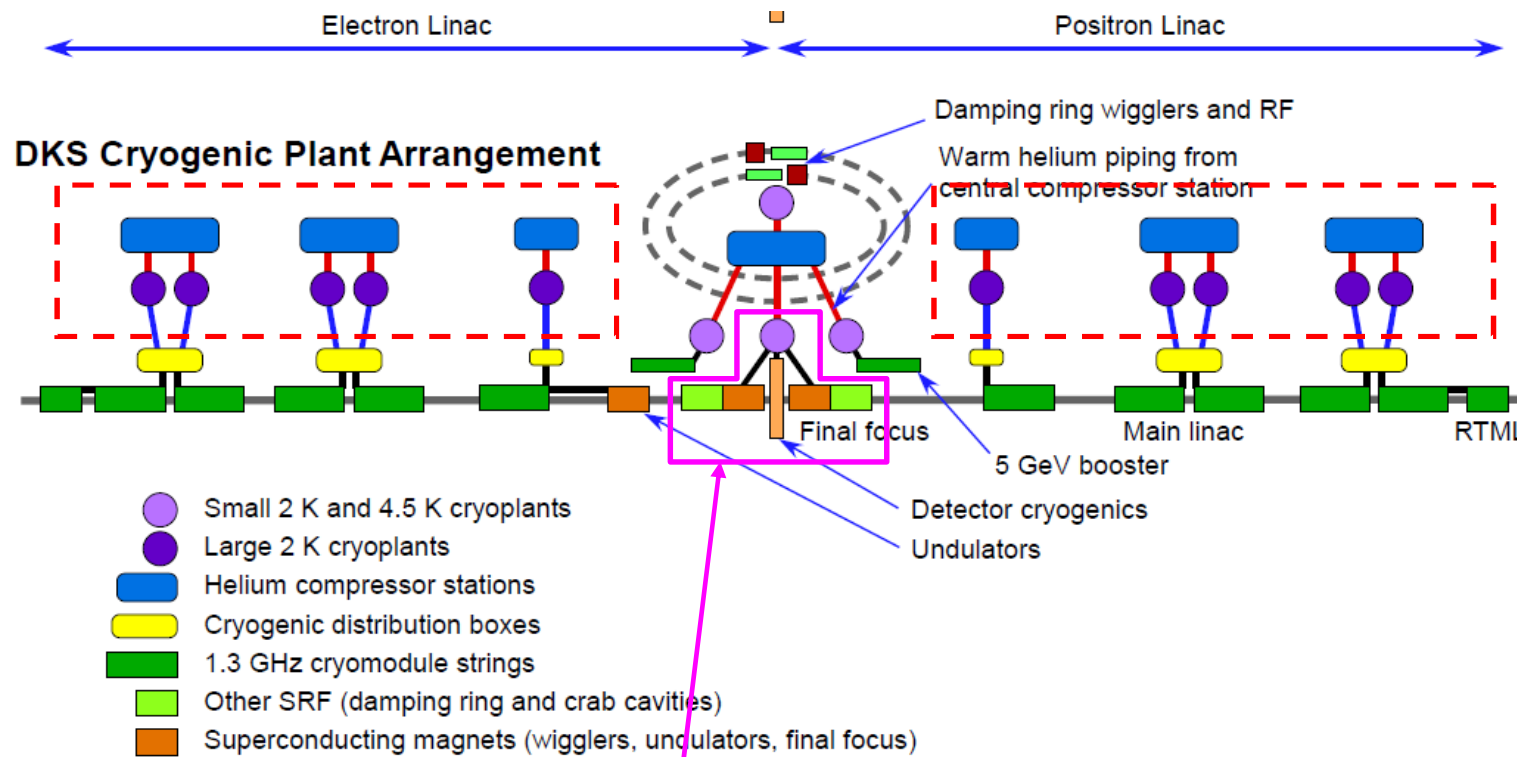 Electron Linac
Positron Linac
Damping ring wigglers and RF
DKS Cryogenic Plant Arrangement
Warm helium piping from
central compressor station
Final focus
Main linac
RTML
5 GeV booster
Small 2 K and 4.5 K cryoplants
Detector cryogenics
Large 2 K cryoplants
Undulators
Helium compressor stations
Cryogenic distribution boxes
1.3 GHz cryomodule strings
Other SRF (damping ring and crab cavities)
Superconducting magnets (wigglers, undulators, final focus)